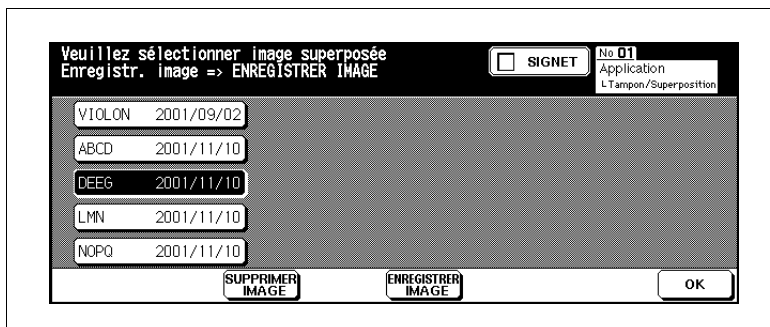 Veuillez sélectionner image superposée
Enregistr. image => ENREGISTRER IMAGE
SIGNET
No 01
Application
└ Tampon/Superposition
VIOLON 2001/09/02
ABCD 2001/11/10
DEEG 2001/11/10
LMN 2001/11/10
NOPQ 2001/11/10
SUPPRIMER
IMAGE
ENREGISTRER
IMAGE
OK